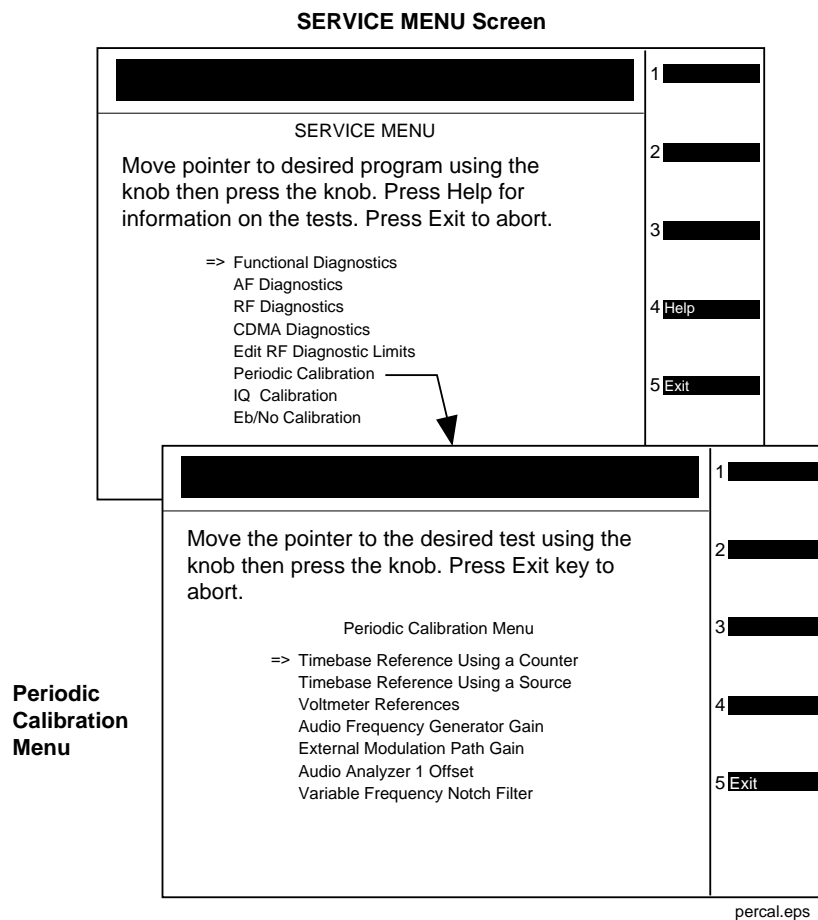 SERVICE MENU Screen
1
SERVICE MENU
Move pointer to desired program using the
knob then press the knob. Press Help for
information on the tests. Press Exit to abort.
2
3
=> Functional Diagnostics
AF Diagnostics
RF Diagnostics
CDMA Diagnostics
Edit RF Diagnostic Limits
Periodic Calibration
IQ Calibration
Eb/No Calibration
4 Help
5 Exit
1
Move the pointer to the desired test using the
knob then press the knob. Press Exit key to
abort.
2
3
Periodic Calibration Menu
=> Timebase Reference Using a Counter
Timebase Reference Using a Source
Voltmeter References
Audio Frequency Generator Gain
External Modulation Path Gain
Audio Analyzer 1 Offset
Variable Frequency Notch Filter
4
5 Exit
Periodic
Calibration
Menu
percal.eps